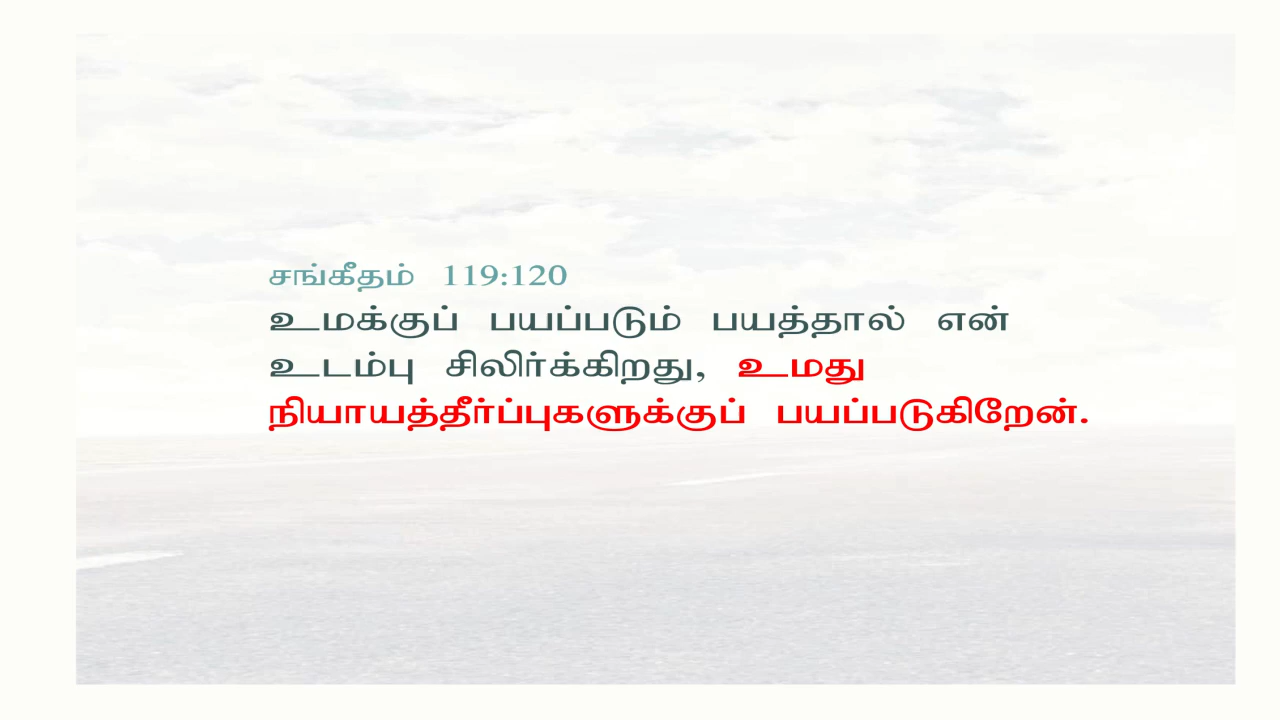 சங்கீதம் 119:120
உமக்குப் பயப்படும் பயத்தால் என்
உடம்பு சிலிர்க்கிறது, உமது
நியாயத்தீர்ப்புகளுக்குப் பயப்படுகிறேன்.